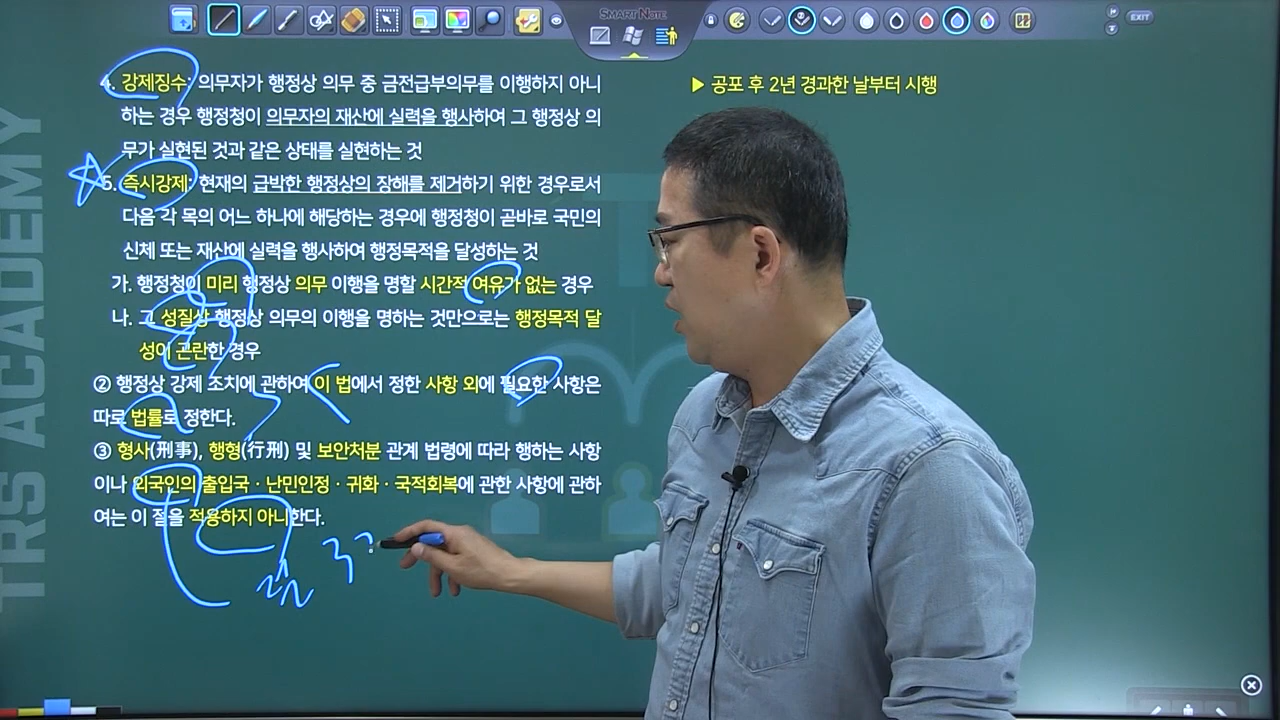 SMART NOTE
EXIT
4. 강제징수: 의무자가 행정상 의무 중 금전급부의무를 이행하지 아니
하는 경우 행정청이 의무자의 재산에 실력을 행사하여 그 행정상 의
무가 실현된 것과 같은 상태를 실현하는 것
5. 즉시강제: 현재의 급박한 행정상의 장해를 제거하기 위한 경우로서
다음 각 목의 어느 하나에 해당하는 경우에 행정청이 곧바로 국민의
신체 또는 재산에 실력을 행사하여 행정목적을 달성하는 것
가. 행정청이 미리 행정상 의무 이행을 명할 시간적 여유가 없는 경우
나. 그 성질상 행정상 의무의 이행을 명하는 것만으로는 행정목적 달
성이 곤란한 경우
② 행정상 강제 조치에 관하여 이 법에서 정한 사항 외에 필요한 사항은
따로 법률로 정한다.
③ 형사(刑事), 행형(行刑) 및 보안처분 관계 법령에 따라 행하는 사항
이나 외국인의 출입국 · 난민인정 · 귀화 · 국적회복에 관한 사항에 관하
여는 이 절을 적용하지 아니한다.
▶ 공포 후 2년 경과한 날부터 시행
TRS ACADEMY